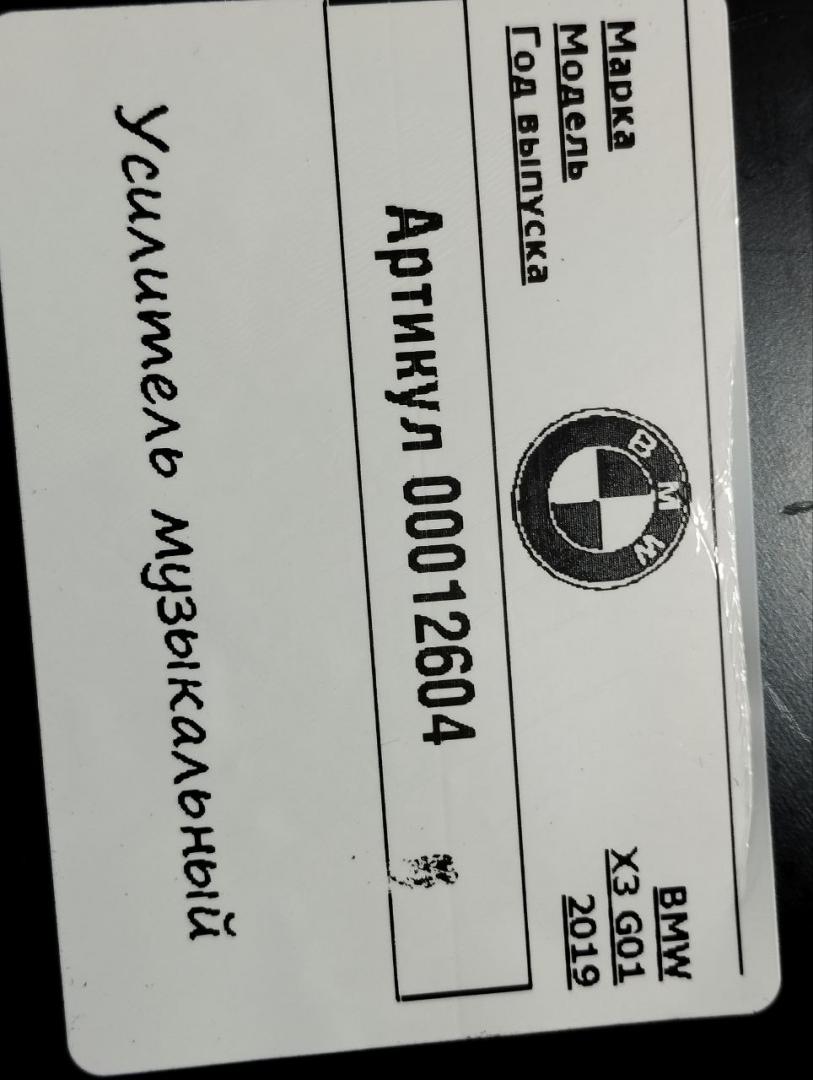 Марка BMW
Модель X3 G01
Год выпуска 2019
BMW
Артикул 00012604
Усилитель музыкальный